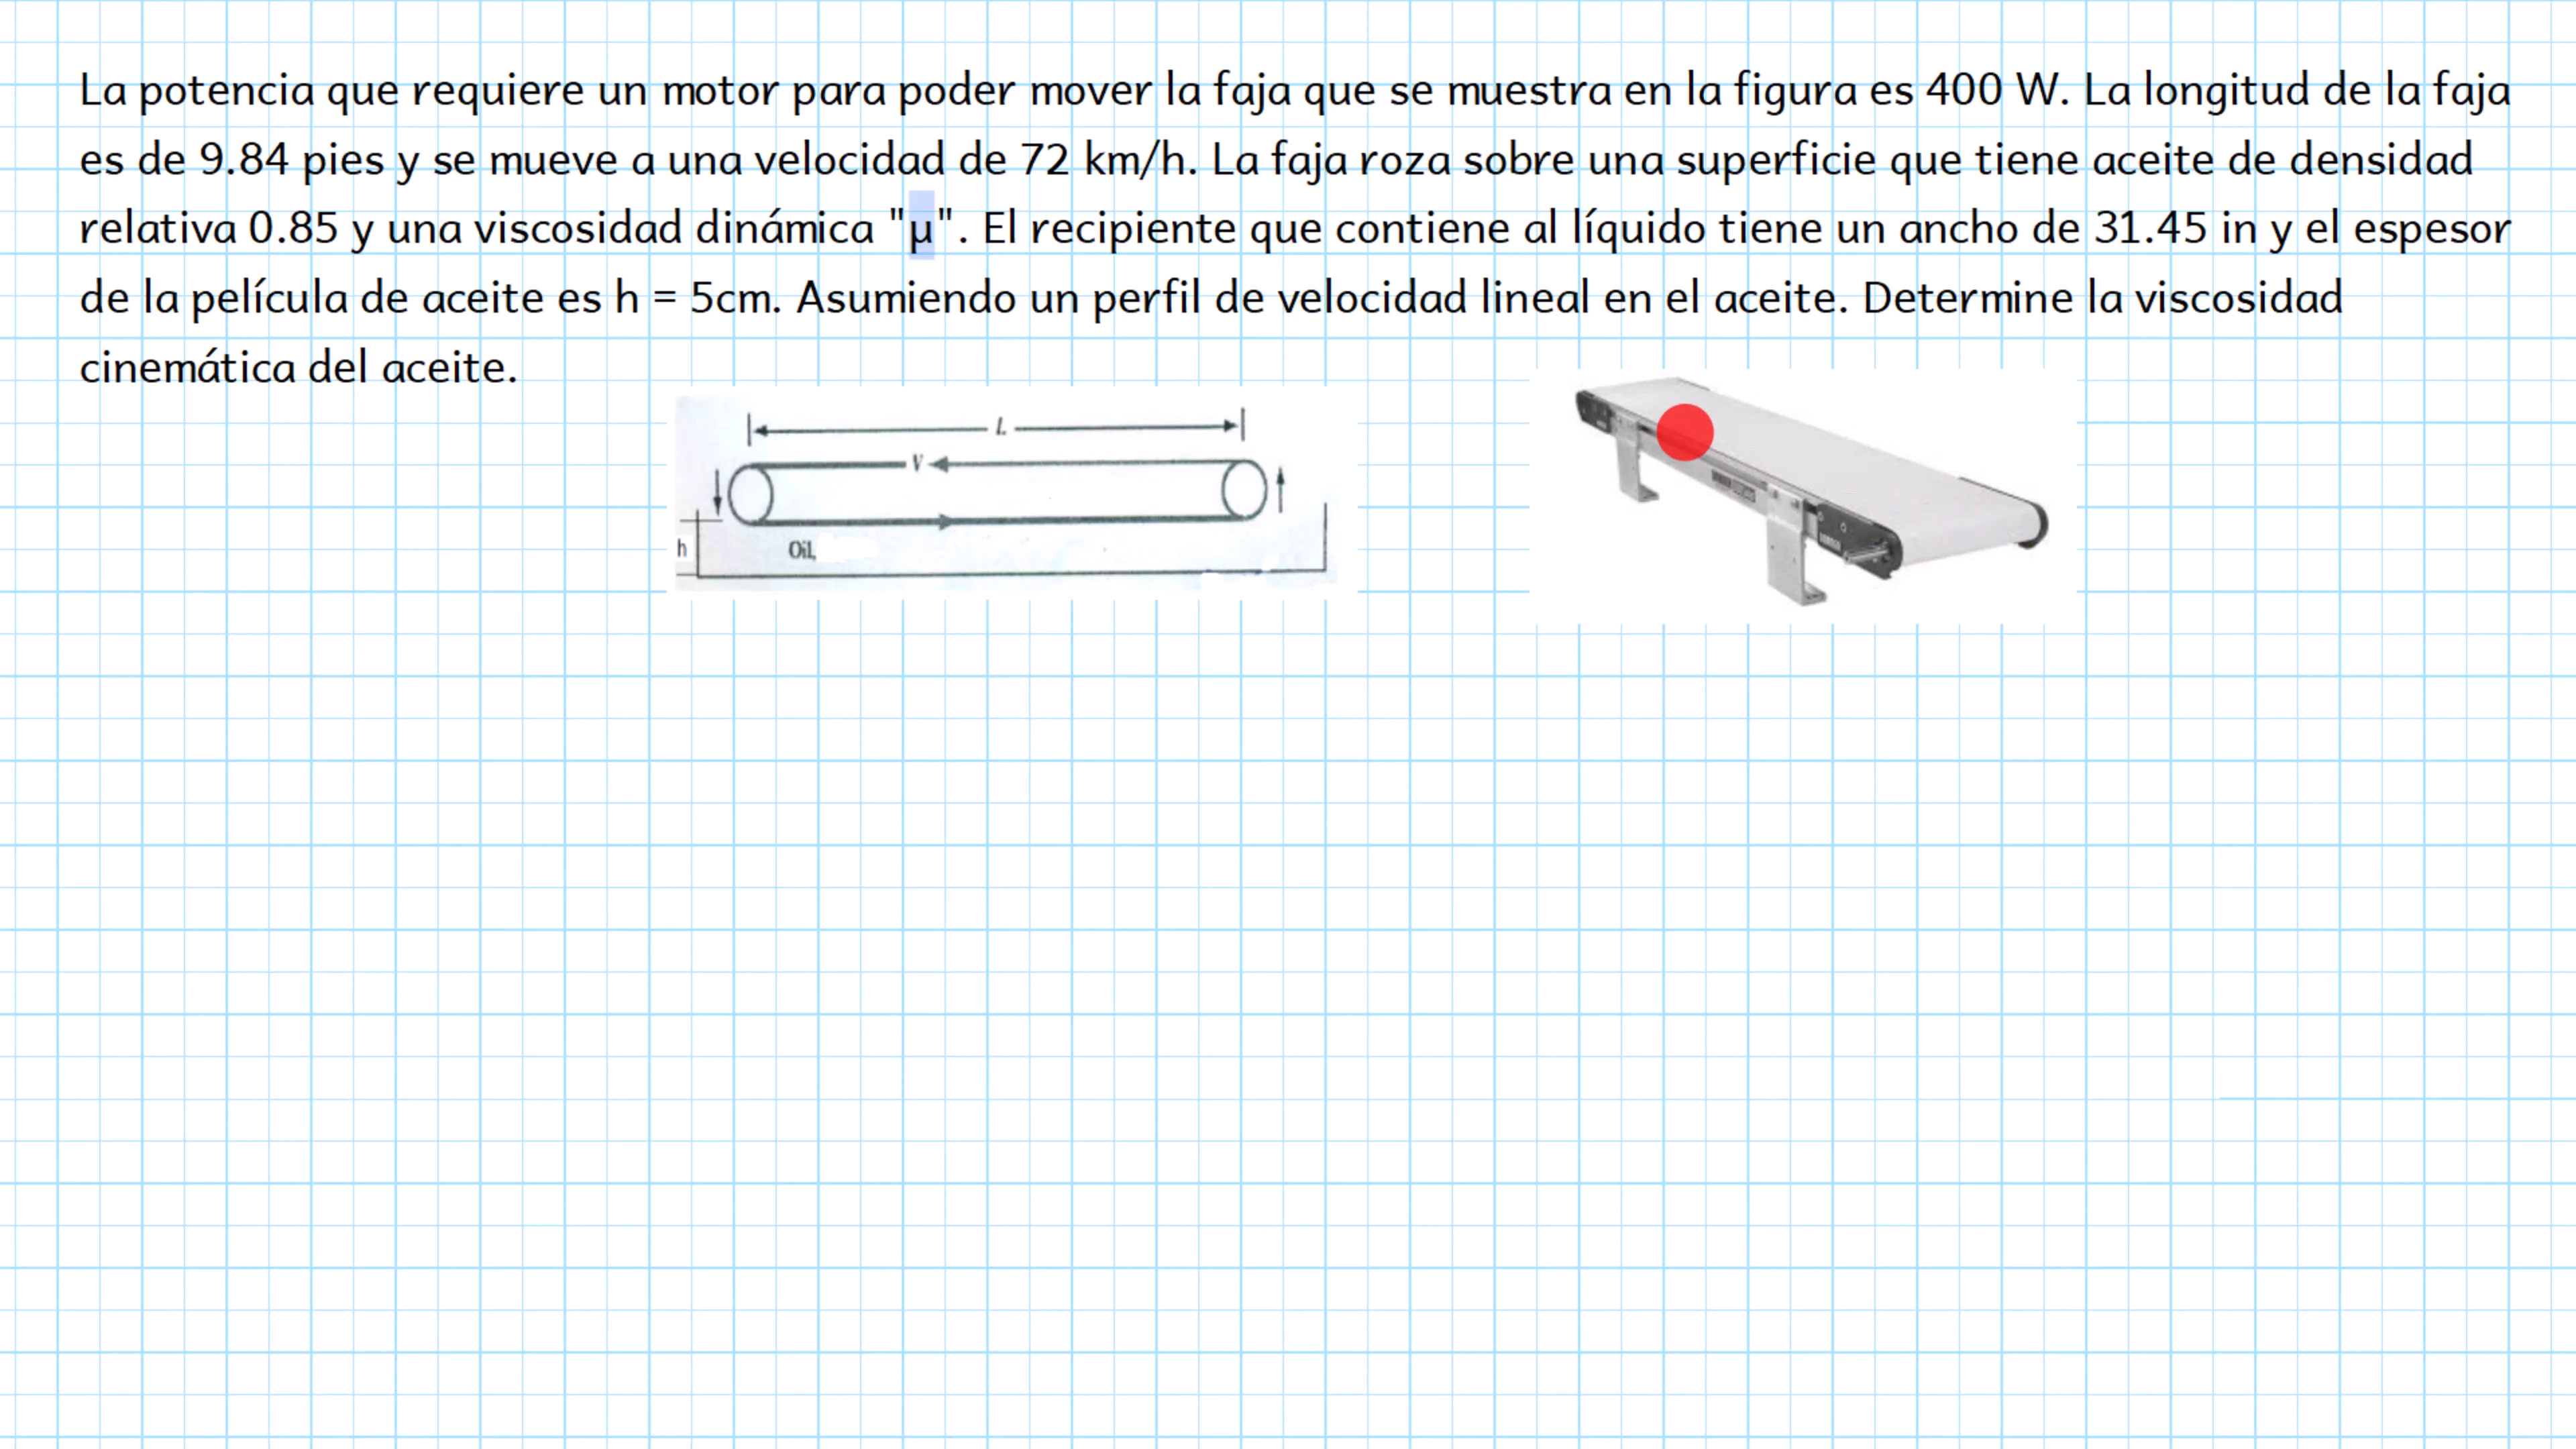 La potencia que requiere un motor para poder mover la faja que se muestra en la figura es 400 W. La longitud de la faja
es de 9.84 pies y se mueve a una velocidad de 72 km/h. La faja roza sobre una superficie que tiene aceite de densidad
relativa 0.85 y una viscosidad dinámica "μ". El recipiente que contiene al líquido tiene un ancho de 31.45 in y el espesor
de la película de aceite es h = 5cm. Asumiendo un perfil de velocidad lineal en el aceite. Determine la viscosidad
cinemática del aceite.
L
V
h
Oil,